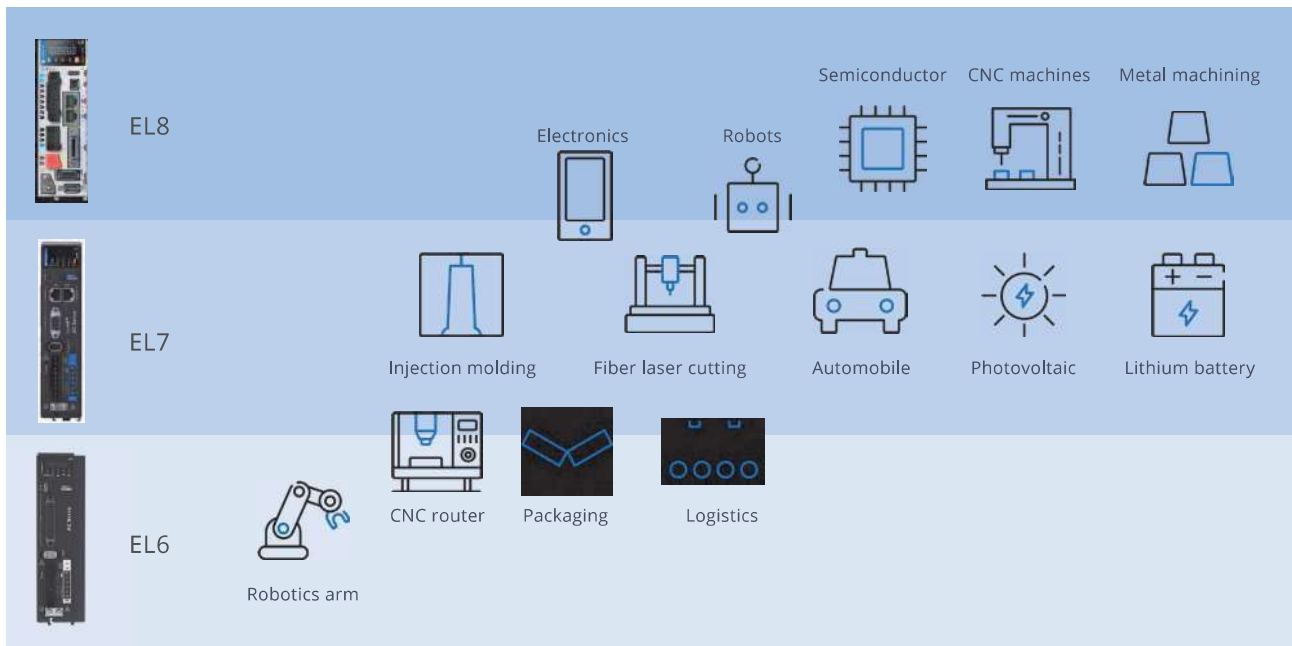 Semiconductor
CNC machines
Metal machining
EL8
Electronics
Robots
EL7
Injection molding
Fiber laser cutting
Automobile
Photovoltaic
Lithium battery
CNC router
Packaging
Logistics
EL6
Robotics arm